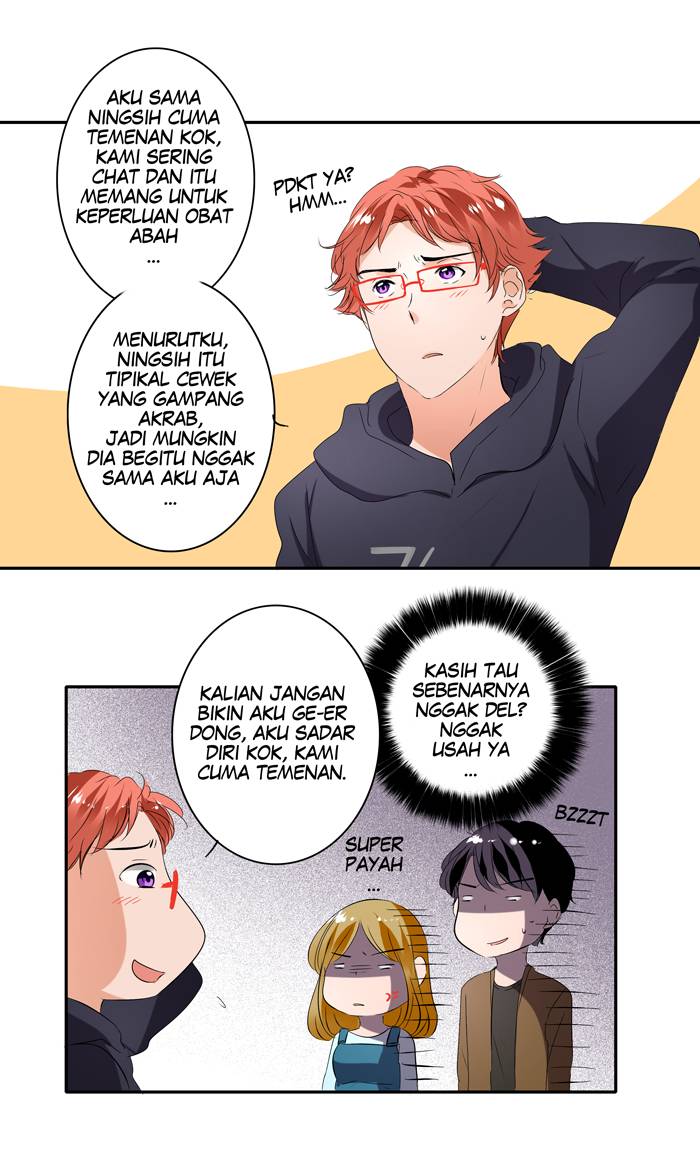 AKU SAMA
NINGSIH CUMA
TEMENAN KOK,
KAMI SERING
CHAT DAN ITU
MEMANG UNTUK
KEPERLUAN OBAT
ABAH
...
PDKT YA?
HMM...
MENURUTKU,
NINGSIH ITU
TIPIKAL CEWEK
YANG GAMPANG
AKRAB,
JADI MUNGKIN
DIA BEGITU NGGAK
SAMA AKU AJA
...
KALIAN JANGAN
BIKIN AKU GE-ER
DONG, AKU SADAR
DIRI KOK, KAMI
CUMA TEMENAN.
KASIH TAU
SEBENARNYA
NGGAK DEL?
NGGAK
USAH YA
...
SUPER
PAYAH
...
BZZZT